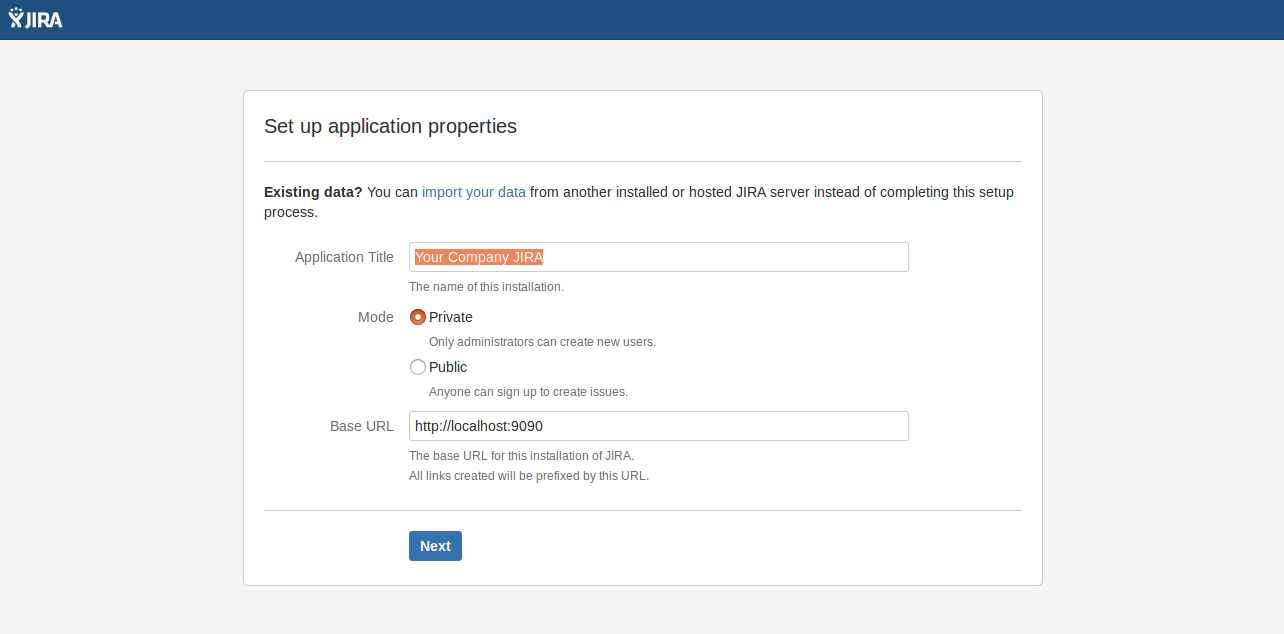 JIRA
Set up application properties
Existing data? You can import your data from another installed or hosted JIRA server instead of completing this setup
process.
Application Title Your Company JIRA
The name of this installation.
Mode Private
Only administrators can create new users.
Public
Anyone can sign up to create issues.
Base URL http://localhost:9090
The base URL for this installation of JIRA.
All links created will be prefixed by this URL.
Next